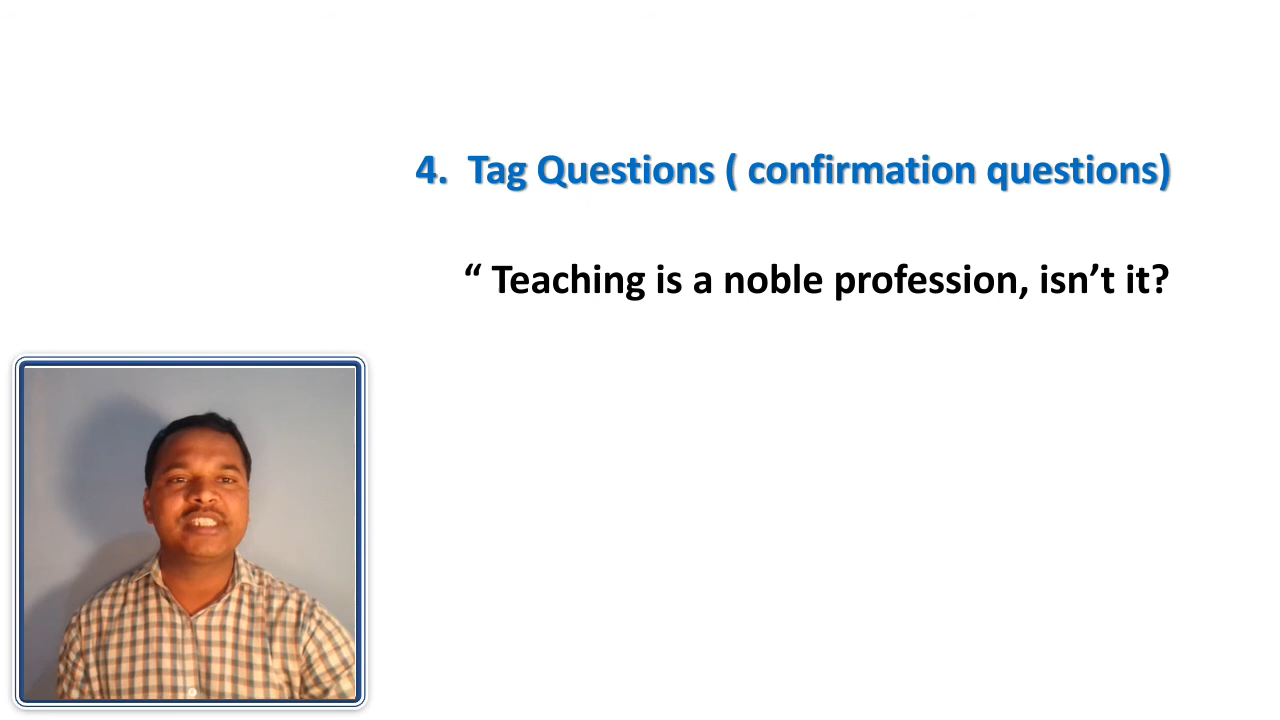 4. Tag Questions ( confirmation questions)
“ Teaching is a noble profession, isn’t it?